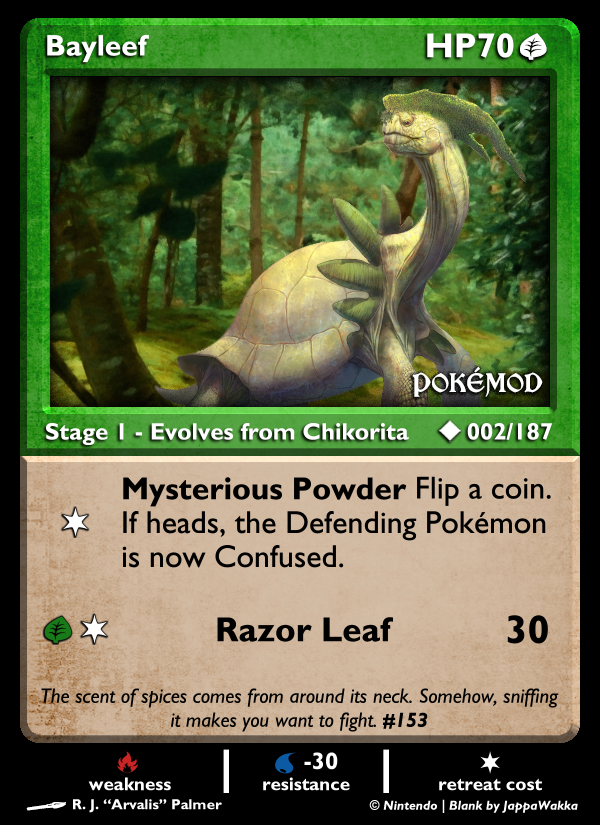 Bayleef HP70
POKÉMOD
Stage 1 - Evolves from Chikorita 002/187
Mysterious Powder Flip a coin.
If heads, the Defending Pokémon
is now Confused.
Razor Leaf 30
The scent of spices comes from around its neck. Somehow, sniffing
it makes you want to fight. #153
-30
weakness resistance retreat cost
R. J. “Arvalis” Palmer © Nintendo | Blank by JappaWakka